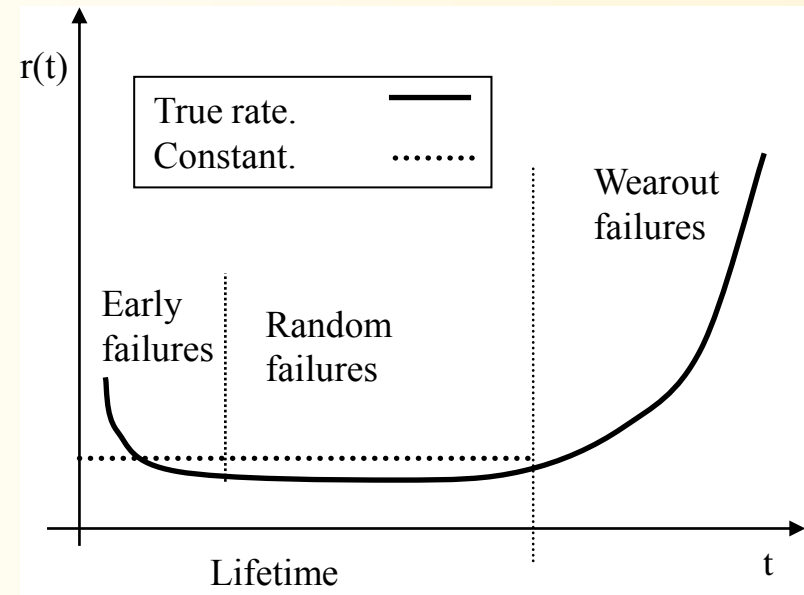 r(t)
True rate.
Constant.
Wearout
failures
Early
failures
Random
failures
Lifetime
t